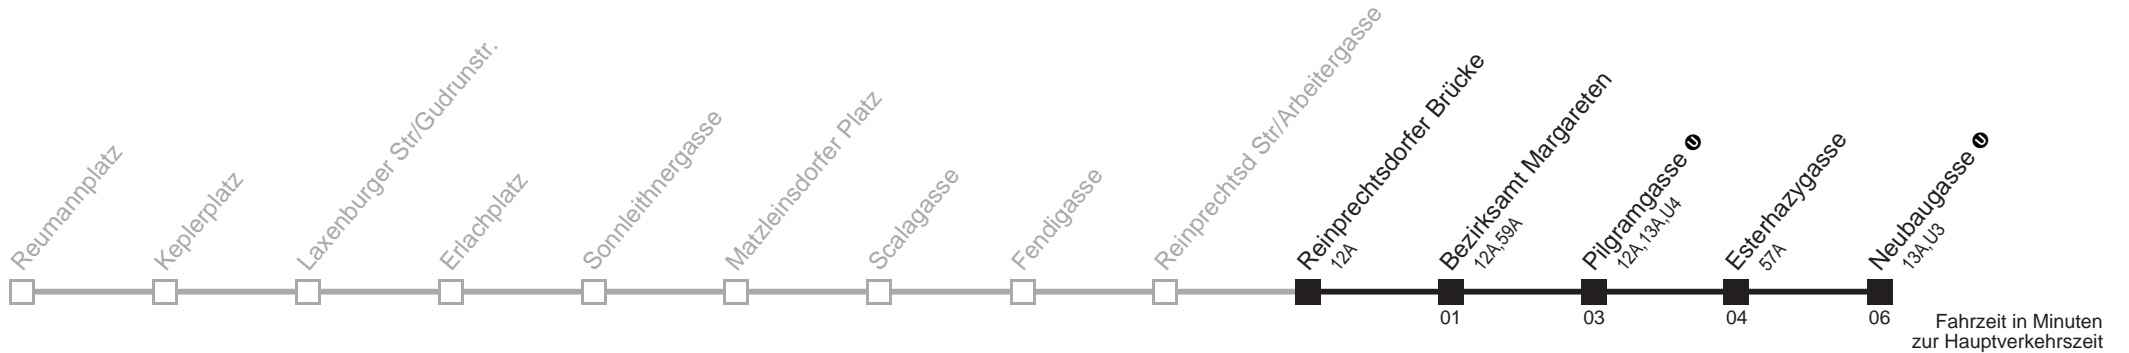 Reumannplatz
Keplerplatz
Laxenburger Str/Gudrunstr.
Erlachplatz
Sonnleithnergasse
Matzleinsdorfer Platz
Scalagasse
Fendigasse
Reinprechtsd Str/Arbeitergasse
Reinprechtsdorfer Brücke
12A
Bezirksamt Margareten
12A,59A
Pilgramgasse U
12A,13A,U4
Esterhazygasse
57A
Neubaugasse U
13A,U3
01
03
04
06
Fahrzeit in Minuten
zur Hauptverkehrszeit